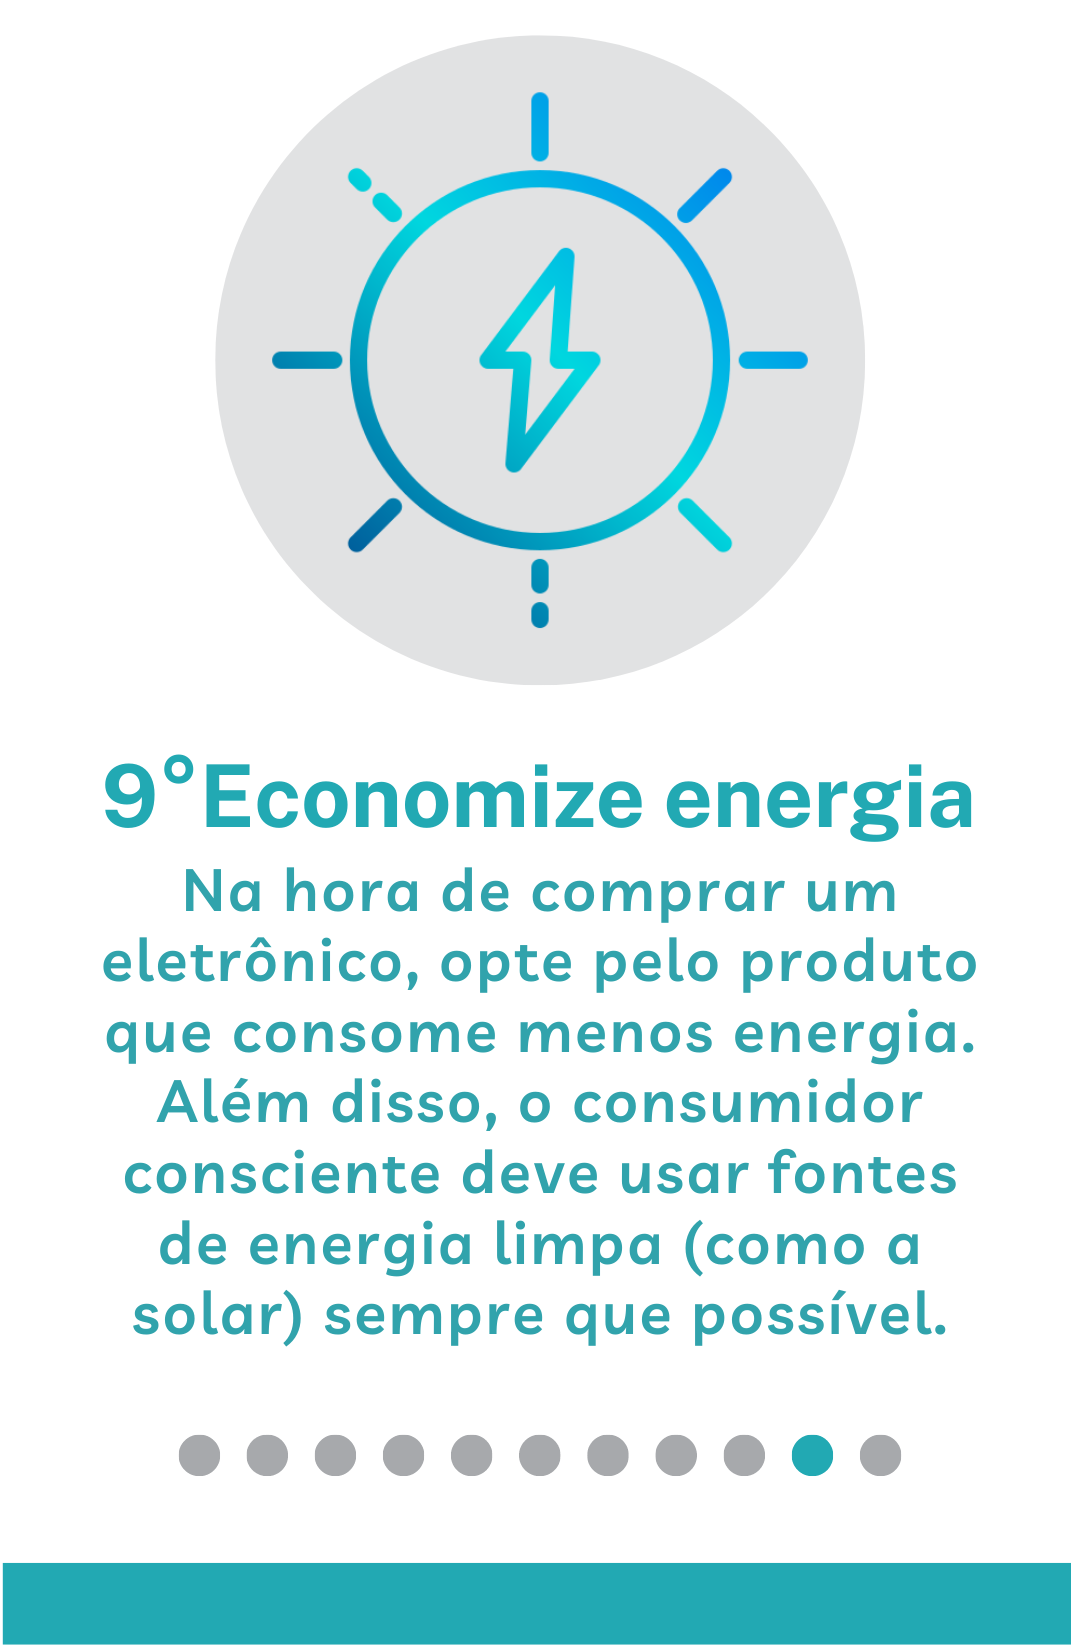 9°Economize energia
Na hora de comprar um
eletrônico, opte pelo produto
que consome menos energia.
Além disso, o consumidor
consciente deve usar fontes
de energia limpa (como a
solar) sempre que possível.